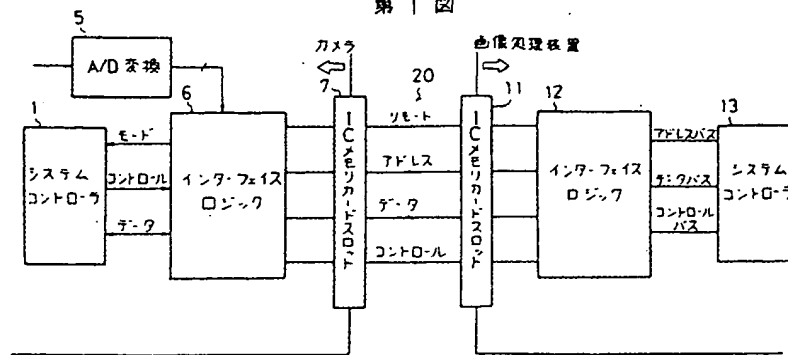 第1図
5
A/D 変換
カメラ
画像処理装置
1
システム
コントローラ
モード
コントロール
データ
6
インターフェイス
ロジック
7
ICメモリカードスロット
20
リモート
アドレス
データ
コントロール
11
ICメモリカードスロット
12
インターフェイス
ロジック
アドレスバス
データバス
コントロール
バス
13
システム
コントローラ